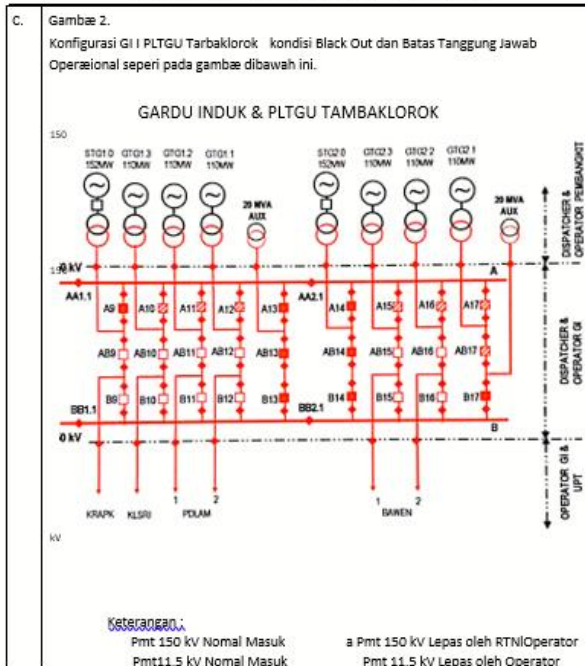 C. Gambæ 2.
Konfigurasi GI I PLTGU Tarbaklorok kondisi Black Out dan Batas Tanggung Jawab
Operæional seperi pada gambæ dibawah ini.
GARDU INDUK & PLTGU TAMBAKLOROK
150
STG1.0 GTG1.3 GTG1.2 GTG1.1 STG2.0 GTG2.3 GTG2.2 GTG2.1
152MW 110MW 110MW 110MW 152MW 110MW 110MW 110MW
20 MVA AUX 20 MVA AUX
DISPATCHER & OPERATOR PEMBANGKIT
0 kV A
AA1.1 AA2.1
A9 A10 A11 A12 A13 A14 A15 A16 A17
DISPATCHER & OPERATOR GI
AB9 AB10 AB11 AB12 AB13 AB14 AB15 AB16 AB17
B9 B10 B11 B12 B13 B14 B15 B16 B17
BB1.1 BB2.1
B
0 kV
OPERATOR GI & UPT
1 2 1 2
KRAPK KLSRI PDLAM BAWEN
kV
Keterangan :
Pmt 150 kV Nomal Masuk a Pmt 150 kV Lepas oleh RTNlOperator
Pmt11.5 kV Nomal Masuk Pmt 11.5 kV Lepas oleh Operator